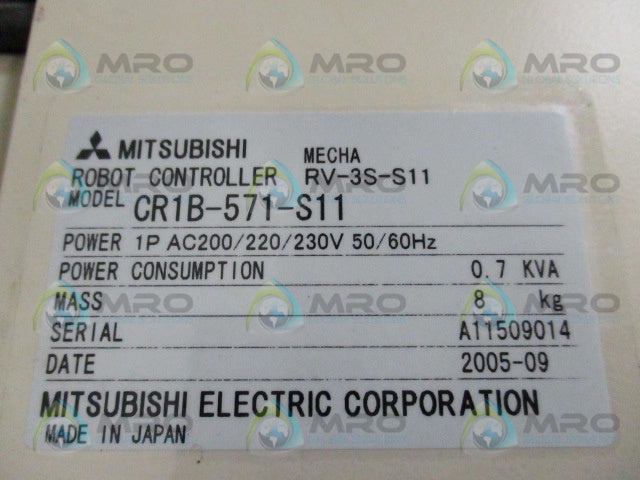 MITSUBISHI MECHA
ROBOT CONTROLLER RV-3S-S11
MODEL CR1B-571-S11
POWER 1P AC200/220/230V 50/60Hz
POWER CONSUMPTION 0.7 KVA
MASS 8 kg
SERIAL A11509014
DATE 2005-09
MITSUBISHI ELECTRIC CORPORATION
MADE IN JAPAN
MRO
GLOBAL SOLUTIONS